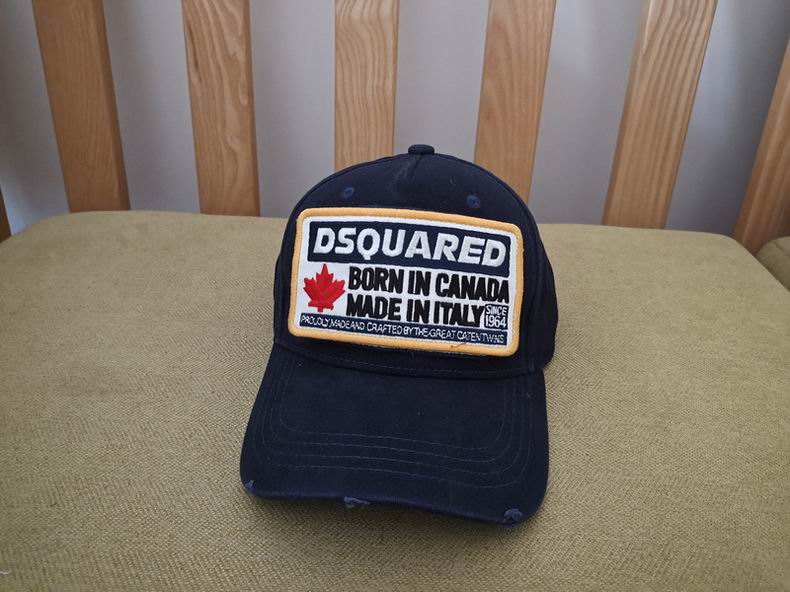 DSQUARED
BORN IN CANADA
MADE IN ITALY
SINCE
1964
PROUDLY MADE AND CRAFTED BY THE GREAT CATEN TWINS